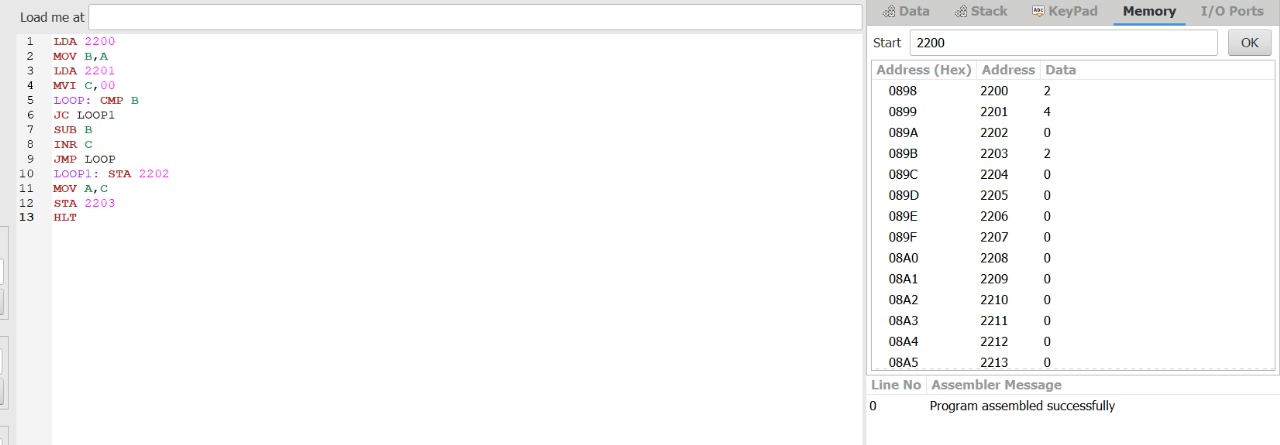 Load me at
1 LDA 2200
2 MOV B,A
3 LDA 2201
4 MVI C,00
5 LOOP: CMP B
6 JC LOOP1
7 SUB B
8 INR C
9 JMP LOOP
10 LOOP1: STA 2202
11 MOV A,C
12 STA 2203
13 HLT
Data Stack Abc KeyPad Memory I/O Ports
Start 2200 OK
Address (Hex) Address Data
0898 2200 2
0899 2201 4
089A 2202 0
089B 2203 2
089C 2204 0
089D 2205 0
089E 2206 0
089F 2207 0
08A0 2208 0
08A1 2209 0
08A2 2210 0
08A3 2211 0
08A4 2212 0
08A5 2213 0
Line No Assembler Message
0 Program assembled successfully